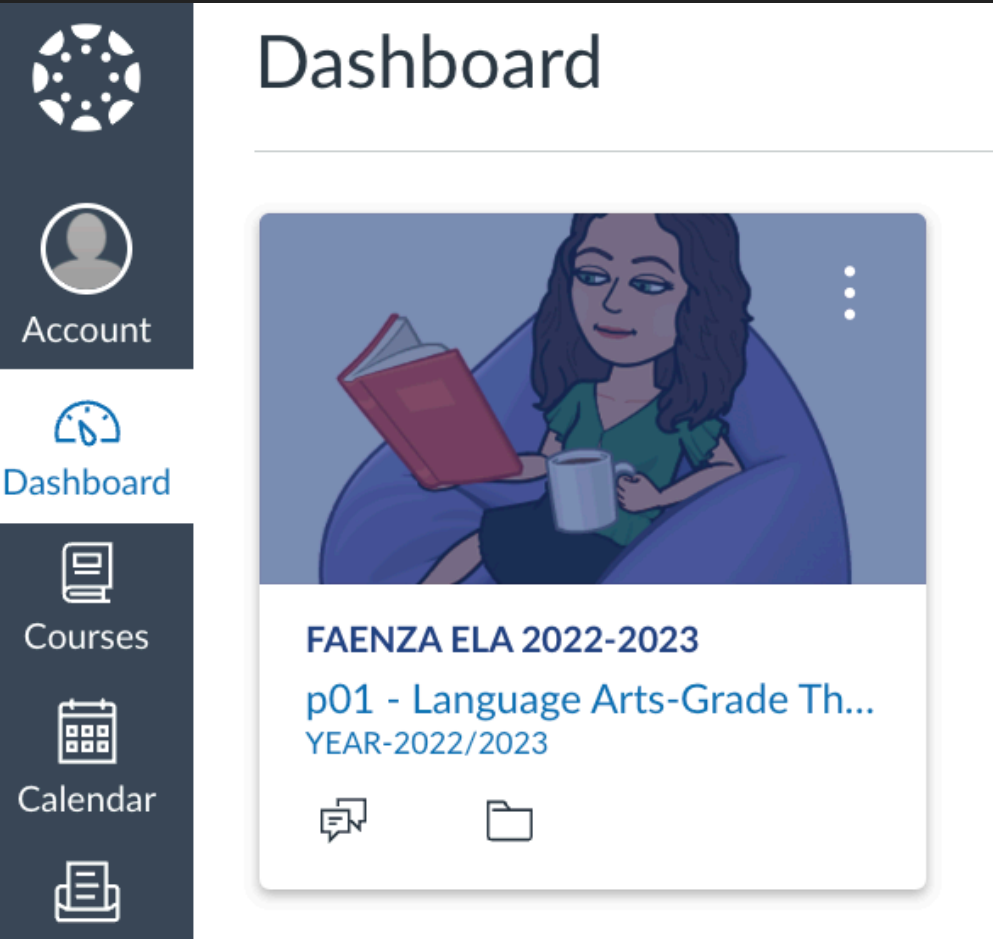 Dashboard
Account
Dashboard
Courses
Calendar
FAENZA ELA 2022-2023
p01 - Language Arts-Grade Th...
YEAR-2022/2023